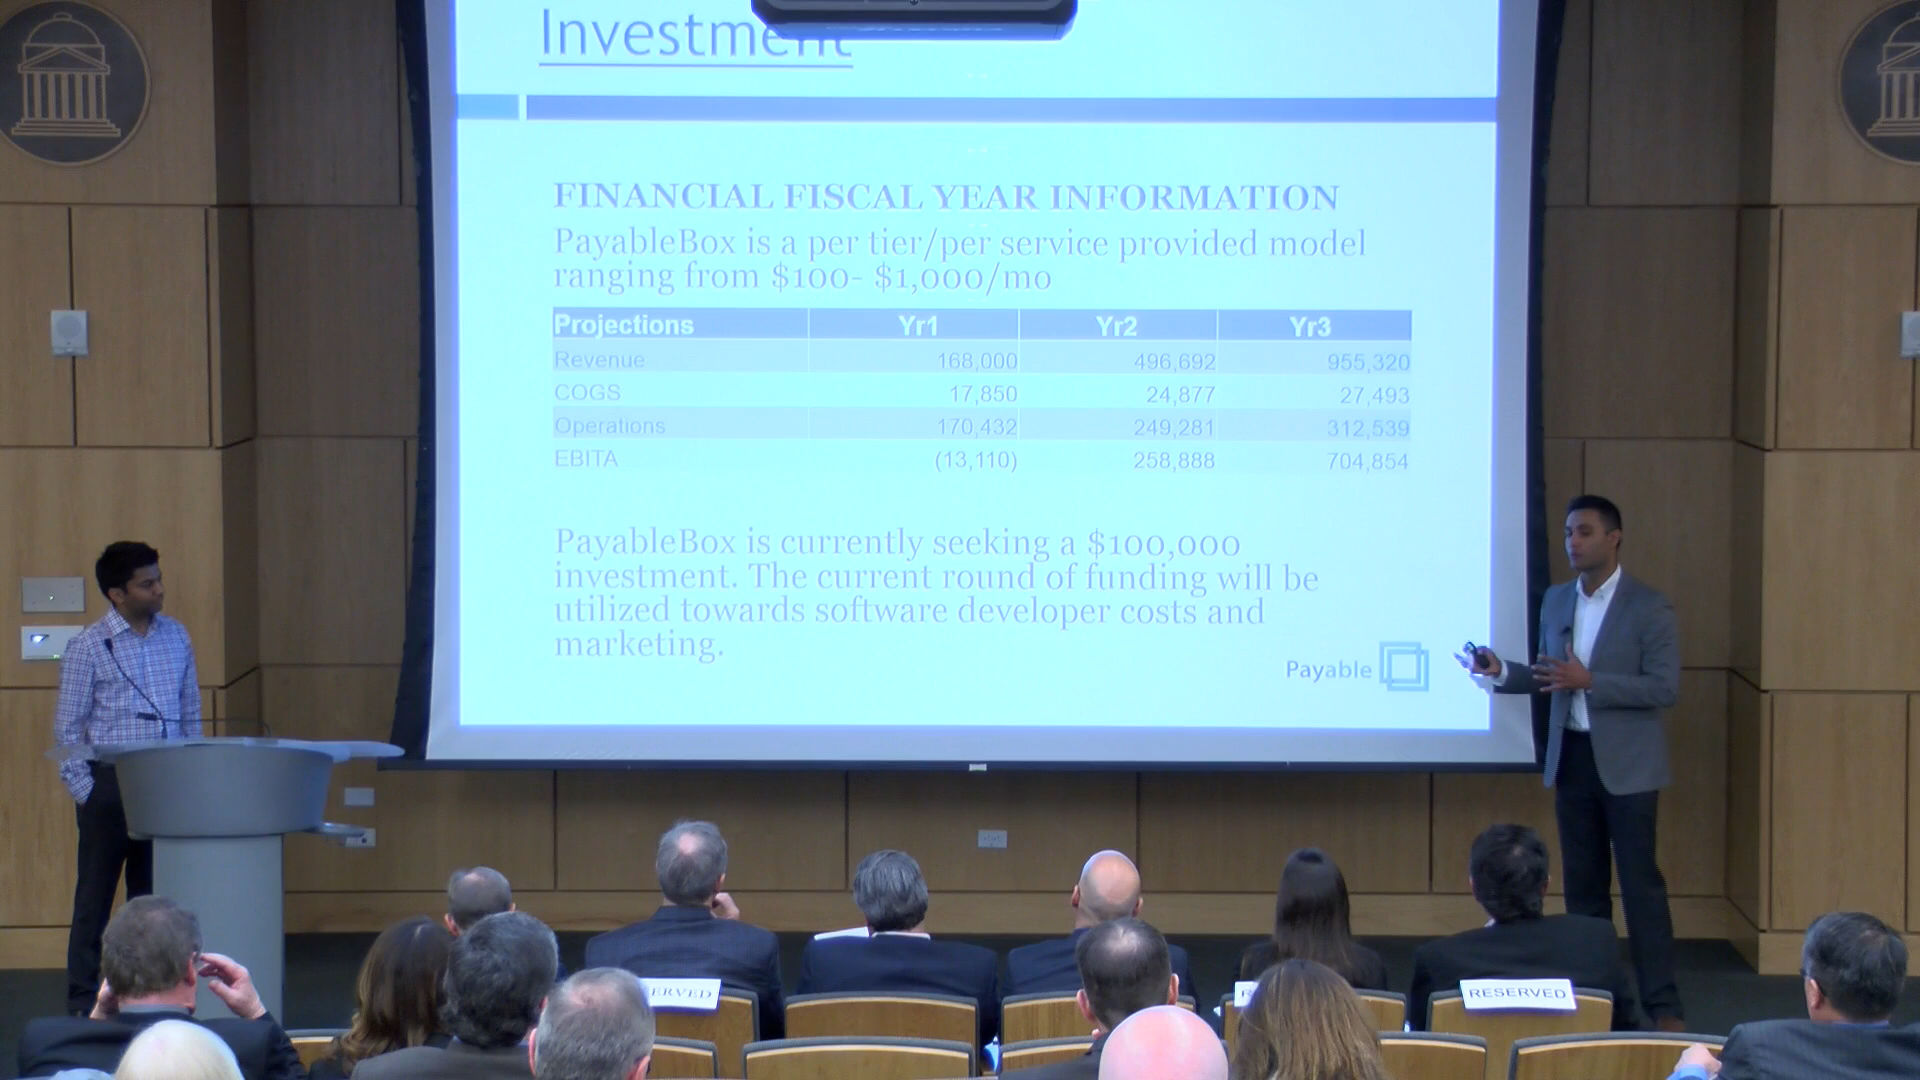 Investment
FINANCIAL FISCAL YEAR INFORMATION
PayableBox is a per tier/per service provided model
ranging from $100- $1,000/mo
Projections Yr1 Yr2 Yr3
Revenue 168,000 496,692 955,320
COGS 17,850 24,877 27,493
Operations 170,432 249,281 312,539
EBITA (13,110) 258,888 704,854
PayableBox is currently seeking a $100,000
investment. The current round of funding will be
utilized towards software developer costs and
marketing.
Payable
ERVED
R
RESERVED